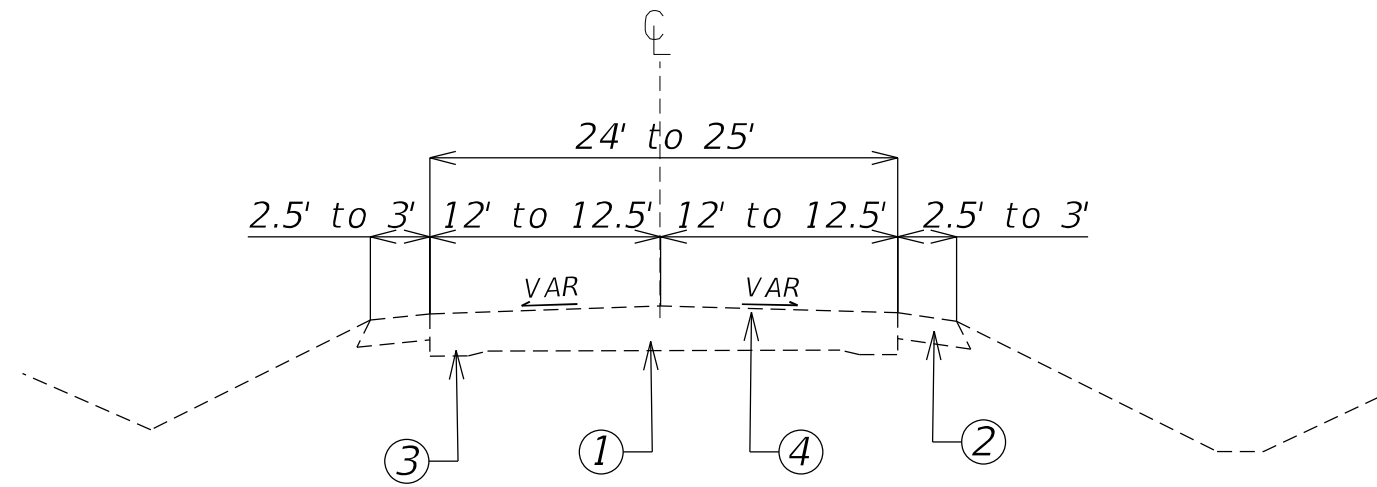 ℄
24' to 25'
2.5' to 3' 12' to 12.5' 12' to 12.5' 2.5' to 3'
VAR VAR
3 1 4 2